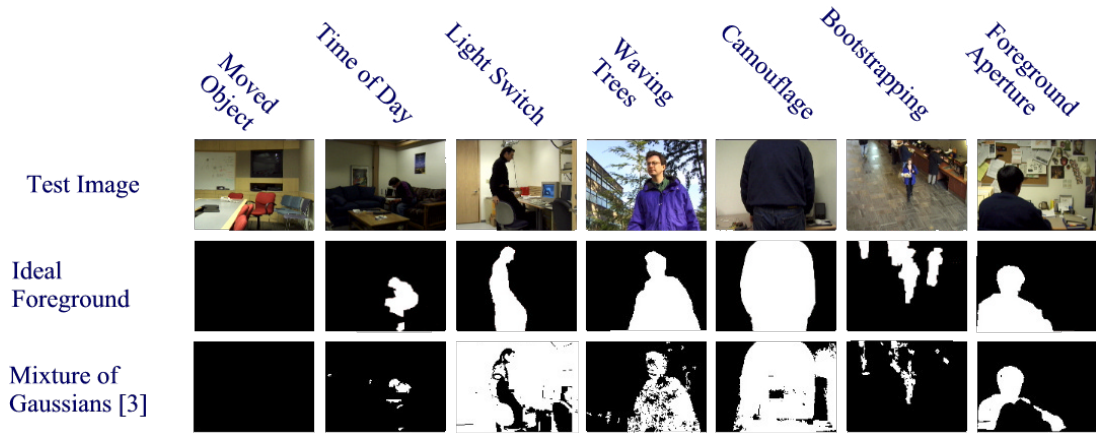 Moved
Object
Time of Day
Light Switch
Waving
Trees
Camouflage
Bootstrapping
Foreground
Aperture
Test Image
Ideal
Foreground
Mixture of
Gaussians [3]